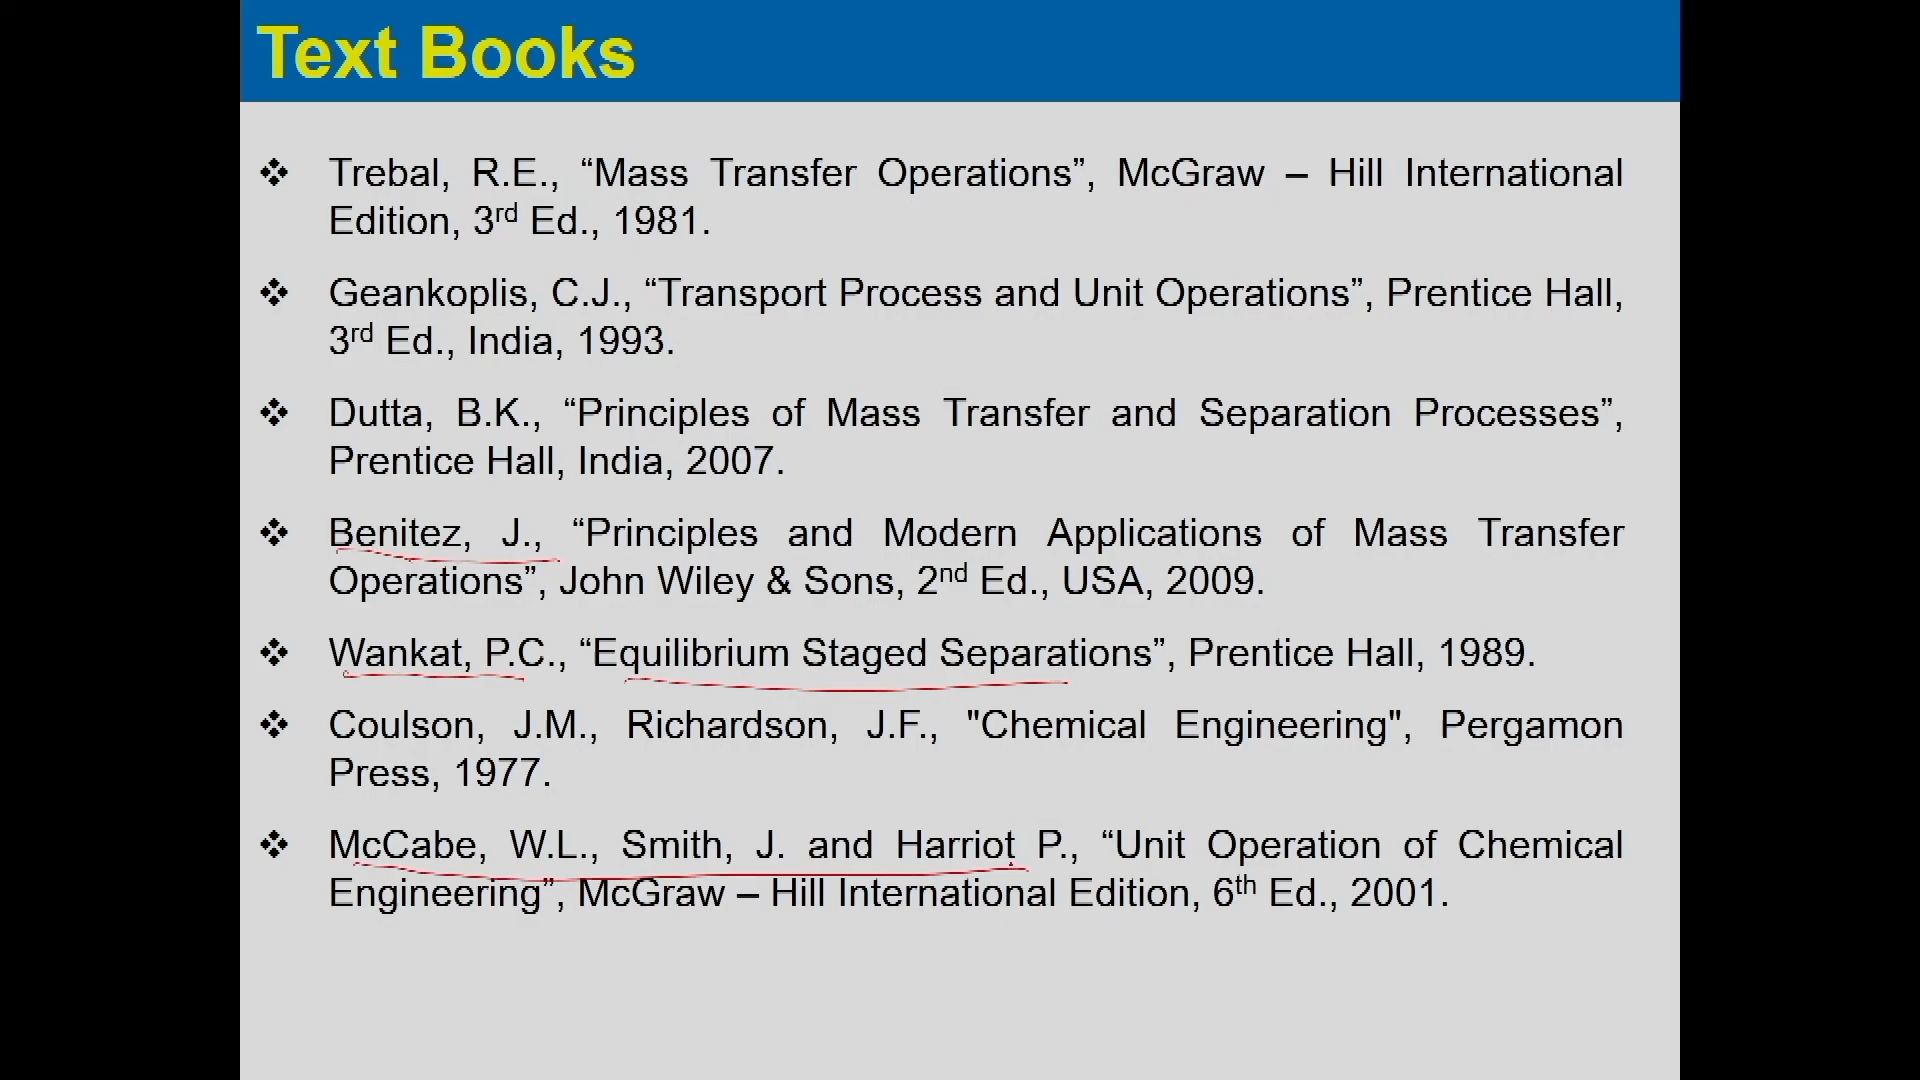 Text Books
❖ Trebal, R.E., “Mass Transfer Operations”, McGraw – Hill International
Edition, 3rd Ed., 1981.
❖ Geankoplis, C.J., “Transport Process and Unit Operations”, Prentice Hall,
3rd Ed., India, 1993.
❖ Dutta, B.K., “Principles of Mass Transfer and Separation Processes”,
Prentice Hall, India, 2007.
❖ Benitez, J., “Principles and Modern Applications of Mass Transfer
Operations”, John Wiley & Sons, 2nd Ed., USA, 2009.
❖ Wankat, P.C., “Equilibrium Staged Separations”, Prentice Hall, 1989.
❖ Coulson, J.M., Richardson, J.F., "Chemical Engineering", Pergamon
Press, 1977.
❖ McCabe, W.L., Smith, J. and Harriot P., “Unit Operation of Chemical
Engineering”, McGraw – Hill International Edition, 6th Ed., 2001.